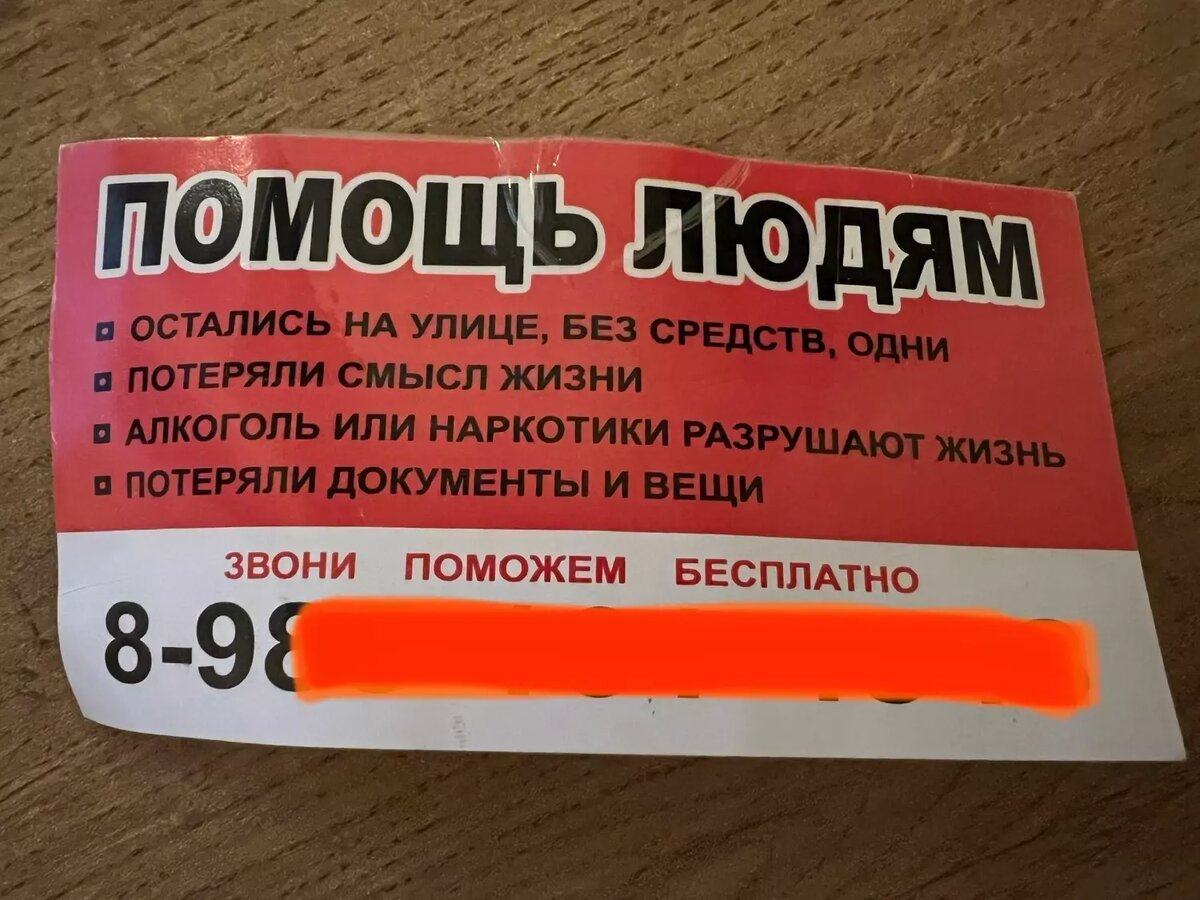 ПОМОЩЬ ЛЮДЯМ
ОСТАЛИСЬ НА УЛИЦЕ, БЕЗ СРЕДСТВ, ОДНИ
ПОТЕРЯЛИ СМЫСЛ ЖИЗНИ
АЛКОГОЛЬ ИЛИ НАРКОТИКИ РАЗРУШАЮТ ЖИЗНЬ
ПОТЕРЯЛИ ДОКУМЕНТЫ И ВЕЩИ
ЗВОНИ ПОМОЖЕМ БЕСПЛАТНО
8-98